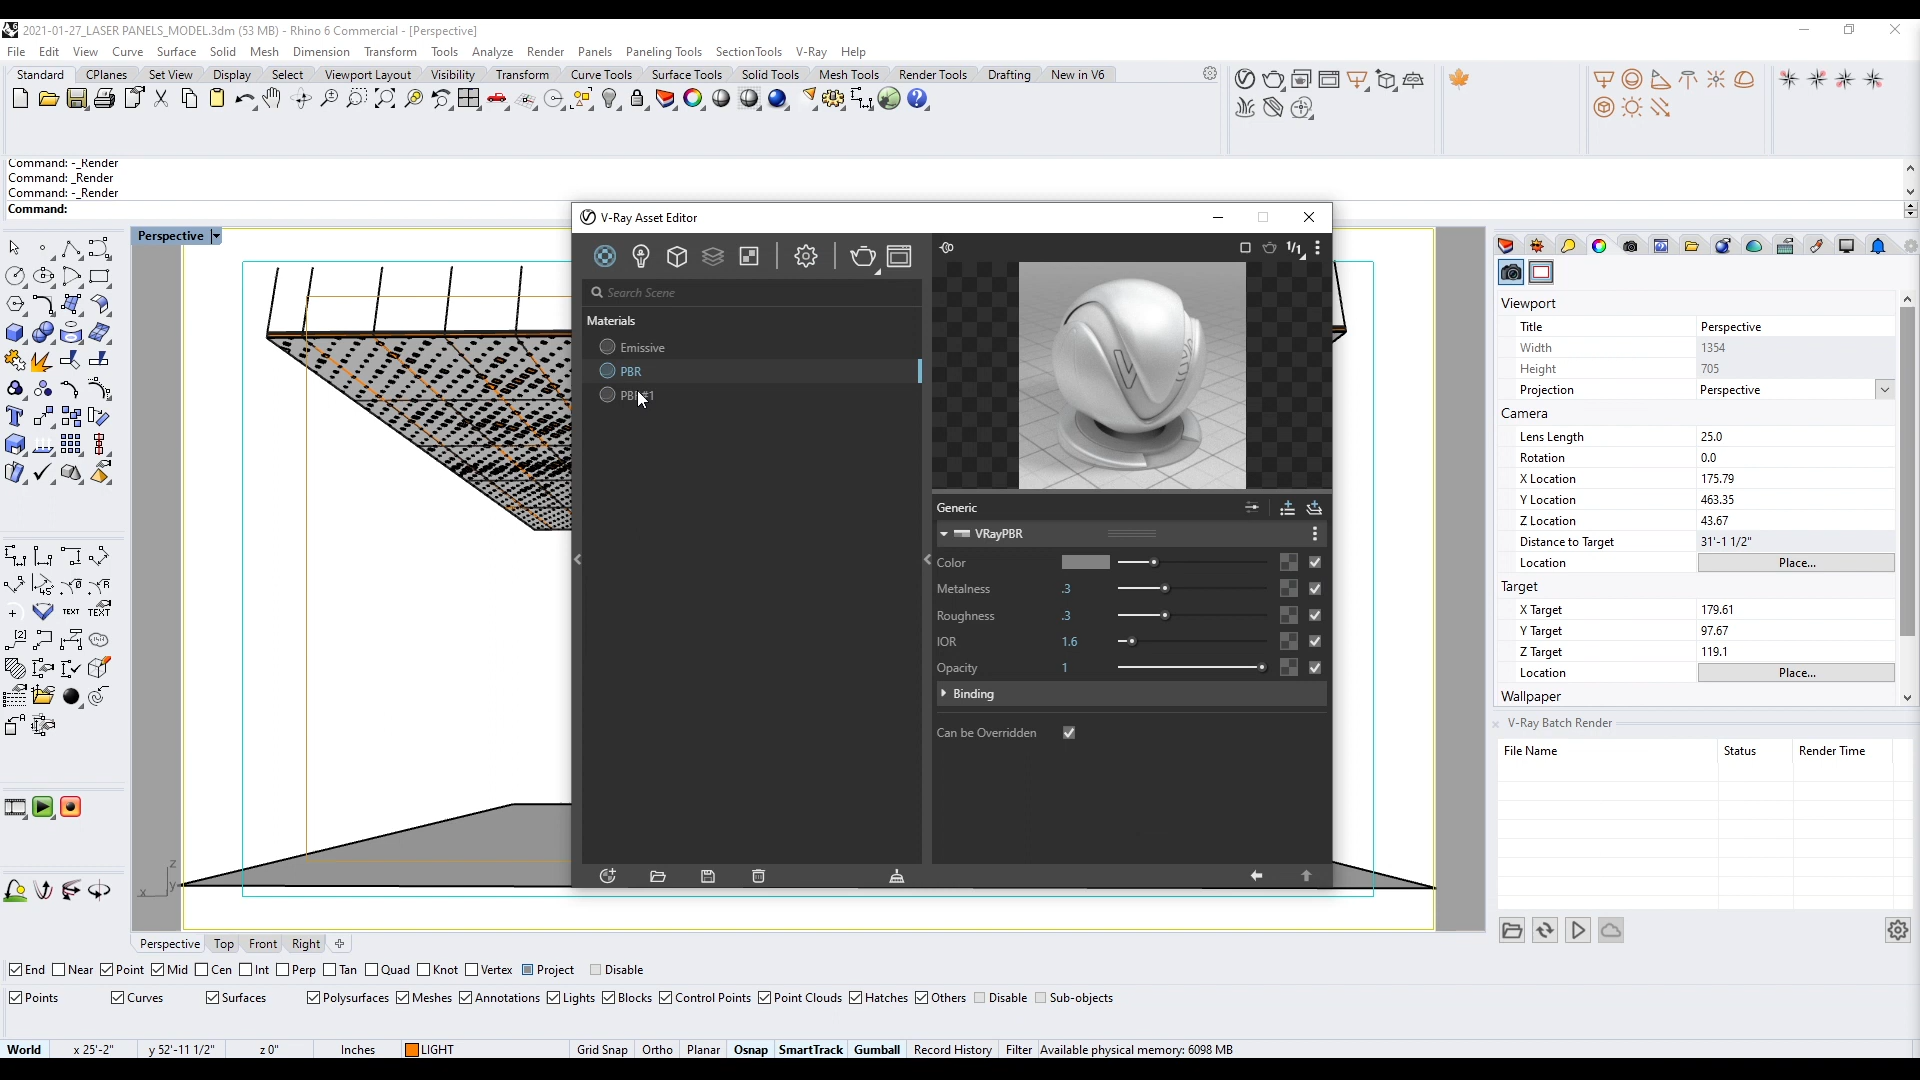 2021-01-27_LASER PANELS_MODEL.3dm (53 MB) - Rhino 6 Commercial - [Perspective]
File Edit View Curve Surface Solid Mesh Dimension Transform Tools Analyze Render Panels Paneling Tools SectionTools V-Ray Help
Standard CPlanes Set View Display Select Viewport Layout Visibility Transform Curve Tools Surface Tools Solid Tools Mesh Tools Render Tools Drafting New in V6
Command: -_Render
Command: _Render
Command: -_Render
Command:
Perspective
V-Ray Asset Editor
1/1
Search Scene
Materials
Emissive
PBR
Generic
VRayPBR
Color
Metalness .3
Roughness .3
IOR 1.6
Opacity 1
Binding
Can be Overridden
Viewport
Title Perspective
Width 1354
Height 705
Projection Perspective
Camera
Lens Length 25.0
Rotation 0.0
X Location 175.79
Y Location 463.35
Z Location 43.67
Distance to Target 31'-1 1/2"
Location Place...
Target
X Target 179.61
Y Target 97.67
Z Target 119.1
Location Place...
Wallpaper
V-Ray Batch Render
File Name Status Render Time
TEXT TEXT
z
x y
Perspective Top Front Right
End Near Point Mid Cen Int Perp Tan Quad Knot Vertex Project Disable
Points Curves Surfaces Polysurfaces Meshes Annotations Lights Blocks Control Points Point Clouds Hatches Others Disable Sub-objects
World x 25'-2" y 52'-11 1/2" z 0" Inches LIGHT Grid Snap Ortho Planar Osnap SmartTrack Gumball Record History Filter Available physical memory: 6098 MB